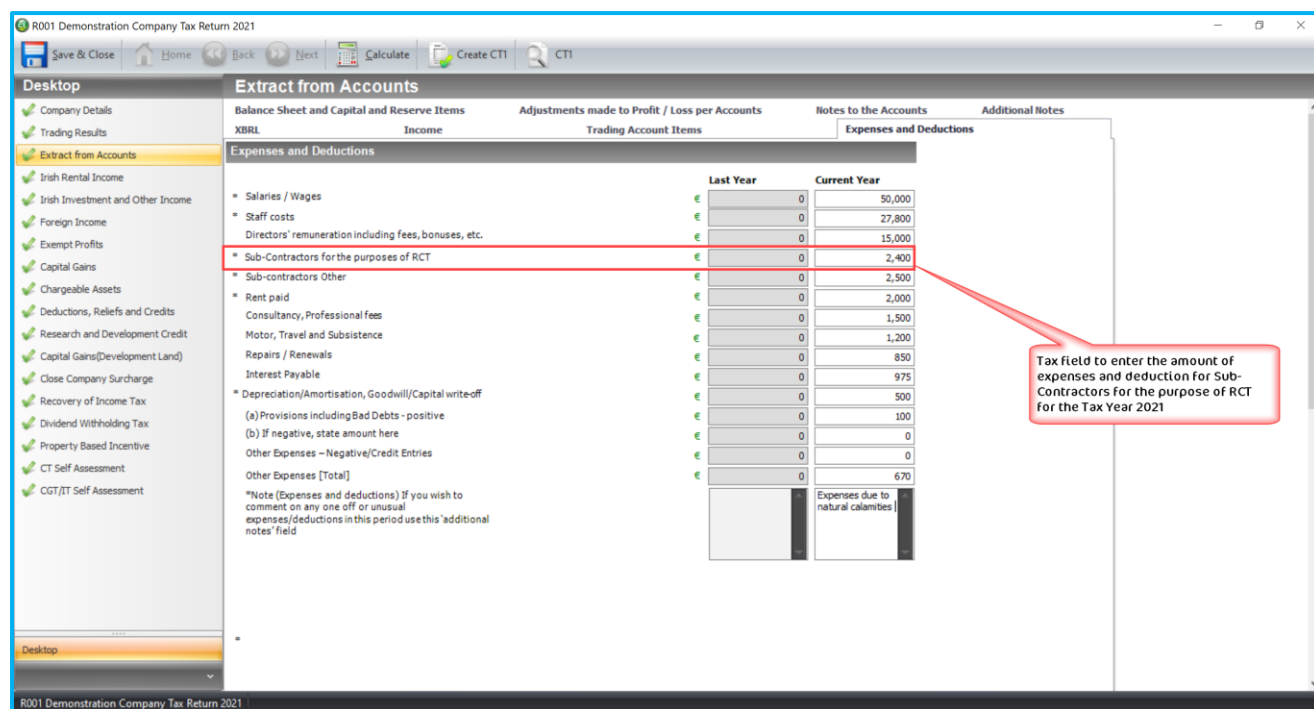 R001 Demonstration Company Tax Return 2021
Save & Close Home Back Next Calculate Create CT1 CT1
Desktop
Company Details
Trading Results
Extract from Accounts
Irish Rental Income
Irish Investment and Other Income
Foreign Income
Exempt Profits
Capital Gains
Chargeable Assets
Deductions, Reliefs and Credits
Research and Development Credit
Capital Gains(Development Land)
Close Company Surcharge
Recovery of Income Tax
Dividend Withholding Tax
Property Based Incentive
CT Self Assessment
CGT/IT Self Assessment
Desktop
Extract from Accounts
Balance Sheet and Capital and Reserve Items Adjustments made to Profit / Loss per Accounts Notes to the Accounts Additional Notes
XBRL Income Trading Account Items Expenses and Deductions
Expenses and Deductions
Last Year Current Year
* Salaries / Wages € 0 50,000
* Staff costs € 0 27,800
Directors' remuneration including fees, bonuses, etc. € 0 15,000
* Sub-Contractors for the purposes of RCT € 0 2,400
* Sub-contractors Other € 0 2,500
* Rent paid € 0 2,000
Consultancy, Professional fees € 0 1,500
Motor, Travel and Subsistence € 0 1,200
Repairs / Renewals € 0 850
Interest Payable € 0 975
* Depreciation/Amortisation, Goodwill/Capital write-off € 0 500
(a) Provisions including Bad Debts - positive € 0 100
(b) If negative, state amount here € 0 0
Other Expenses – Negative/Credit Entries € 0 0
Other Expenses [Total] € 0 670
*Note (Expenses and deductions) If you wish to
comment on any one off or unusual
expenses/deductions in this period use this 'additional
notes' field
Expenses due to
natural calamities
*
Tax field to enter the amount of
expenses and deduction for Sub-
Contractors for the purpose of RCT
for the Tax Year 2021
R001 Demonstration Company Tax Return 2021